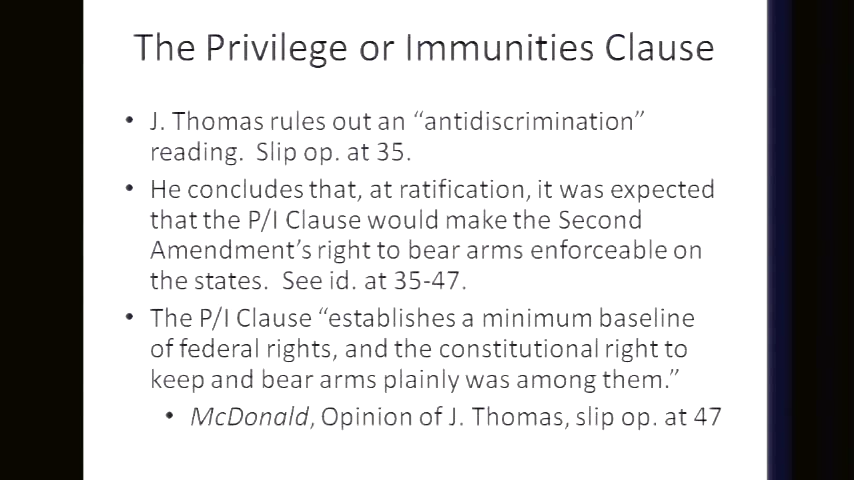 The Privilege or Immunities Clause
• J. Thomas rules out an “antidiscrimination”
reading. Slip op. at 35.
• He concludes that, at ratification, it was expected
that the P/I Clause would make the Second
Amendment’s right to bear arms enforceable on
the states. See id. at 35-47.
• The P/I Clause “establishes a minimum baseline
of federal rights, and the constitutional right to
keep and bear arms plainly was among them.”
• McDonald, Opinion of J. Thomas, slip op. at 47